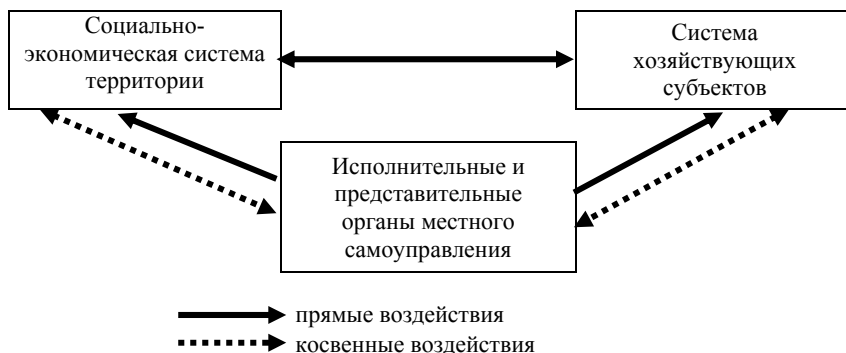 Социально-
экономическая система
территории
Система
хозяйствующих
субъектов
Исполнительные и
представительные
органы местного
самоуправления
прямые воздействия
косвенные воздействия